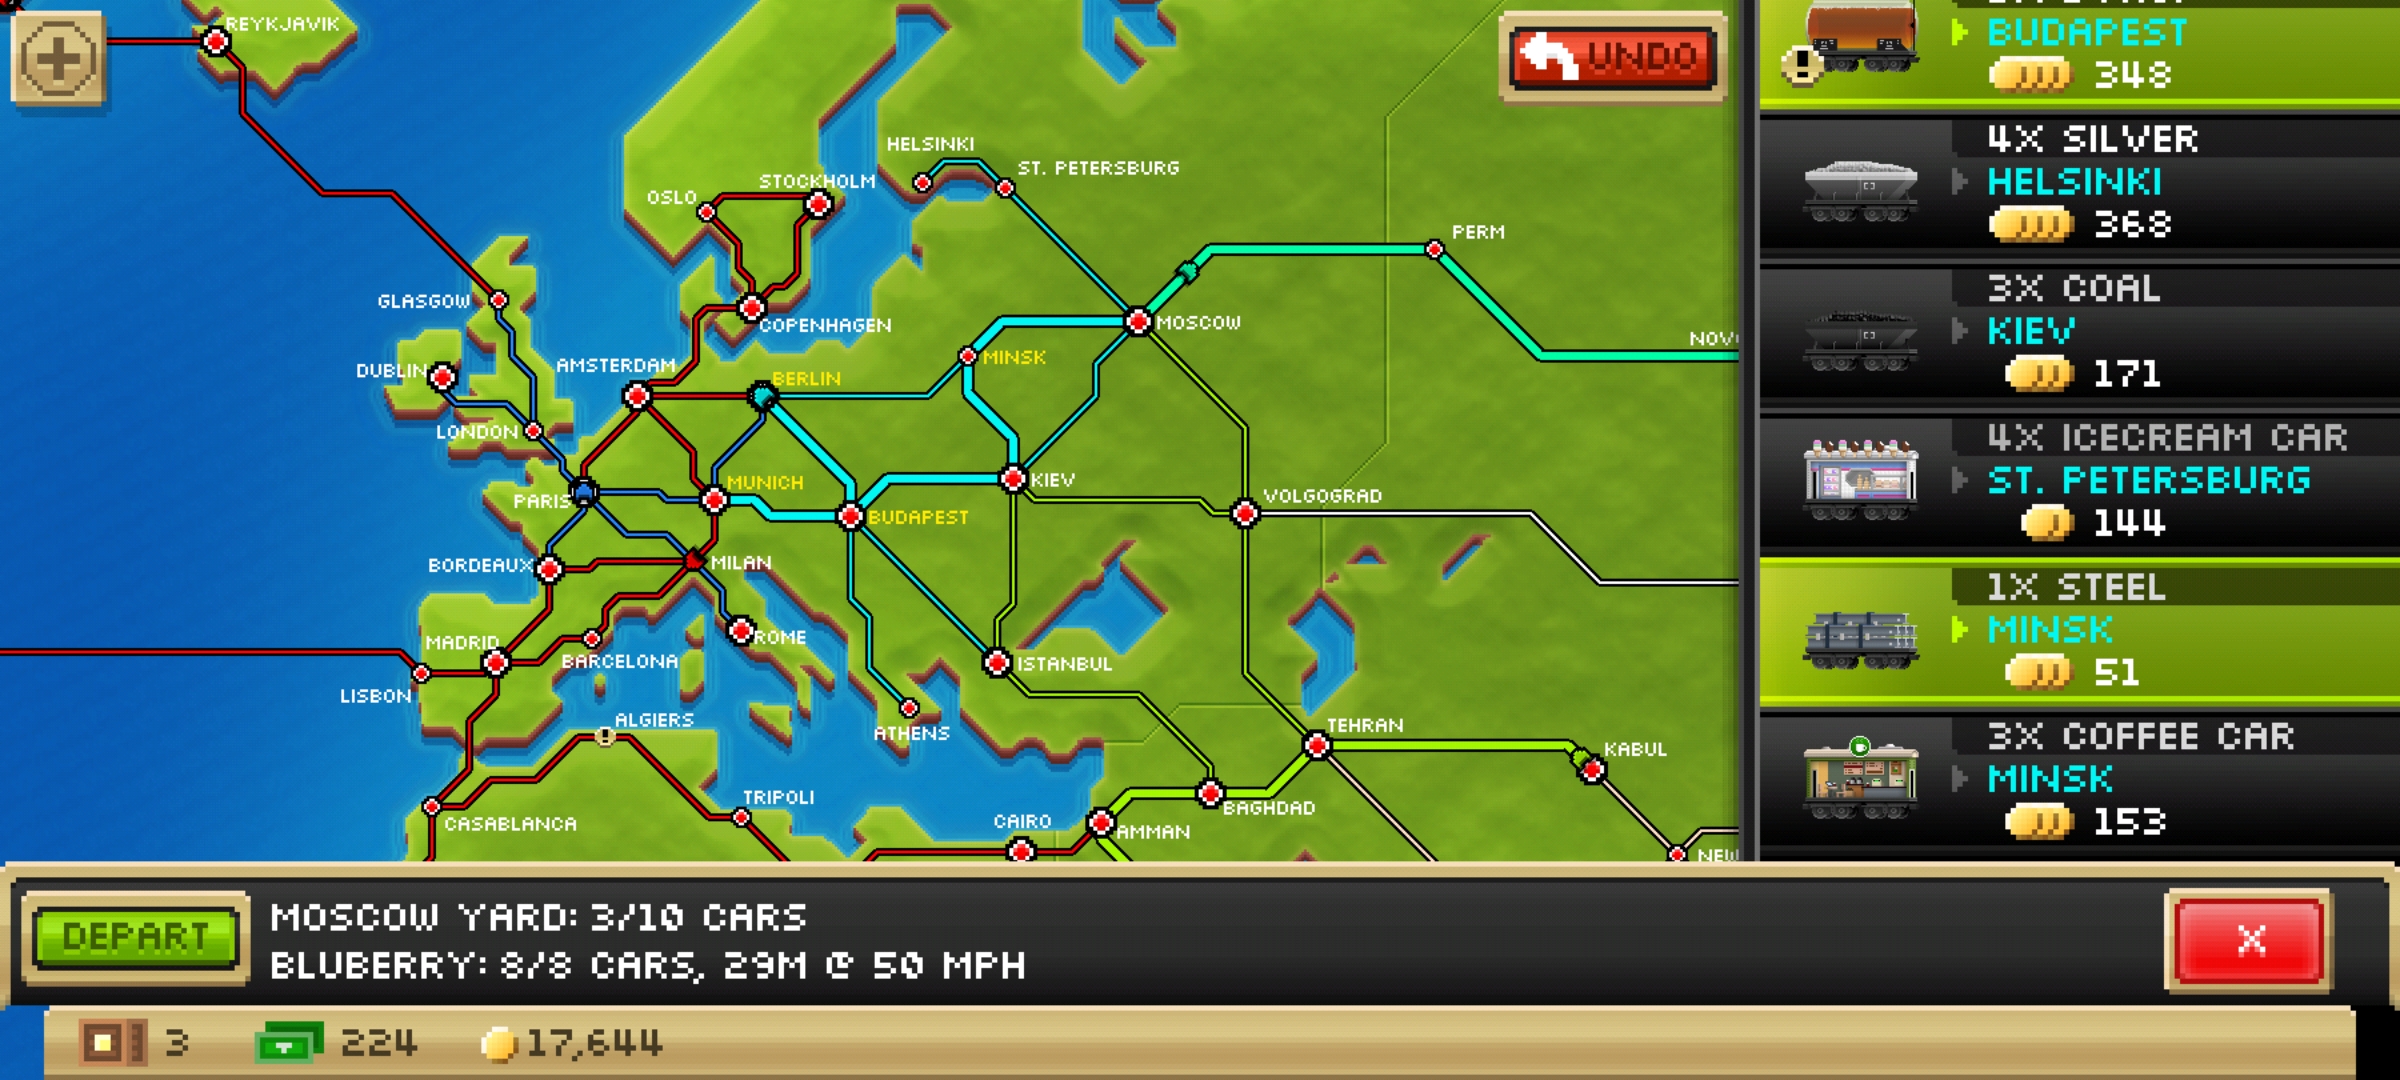 REYKJAVIK
UNDO
HELSINKI
ST. PETERSBURG
STOCKHOLM
OSLO
PERM
GLASGOW
COPENHAGEN
MOSCOW
MINSK
AMSTERDAM
DUBLIN
BERLIN
LONDON
MUNICH
KIEV
PARIS
VOLGOGRAD
BUDAPEST
BORDEAUX
MILAN
MADRID
ROME
BARCELONA
ISTANBUL
LISBON
ALGIERS
ATHENS
TEHRAN
KABUL
TRIPOLI
CASABLANCA
CAIRO
BAGHDAD
AMMAN
NEW
BUDAPEST
348
4X SILVER
HELSINKI
368
3X COAL
KIEV
171
4X ICECREAM CAR
ST. PETERSBURG
144
1X STEEL
MINSK
51
3X COFFEE CAR
MINSK
153
DEPART
MOSCOW YARD: 3/10 CARS
BLUBERRY: 8/8 CARS, 29M @ 50 MPH
X
3
224
17,644